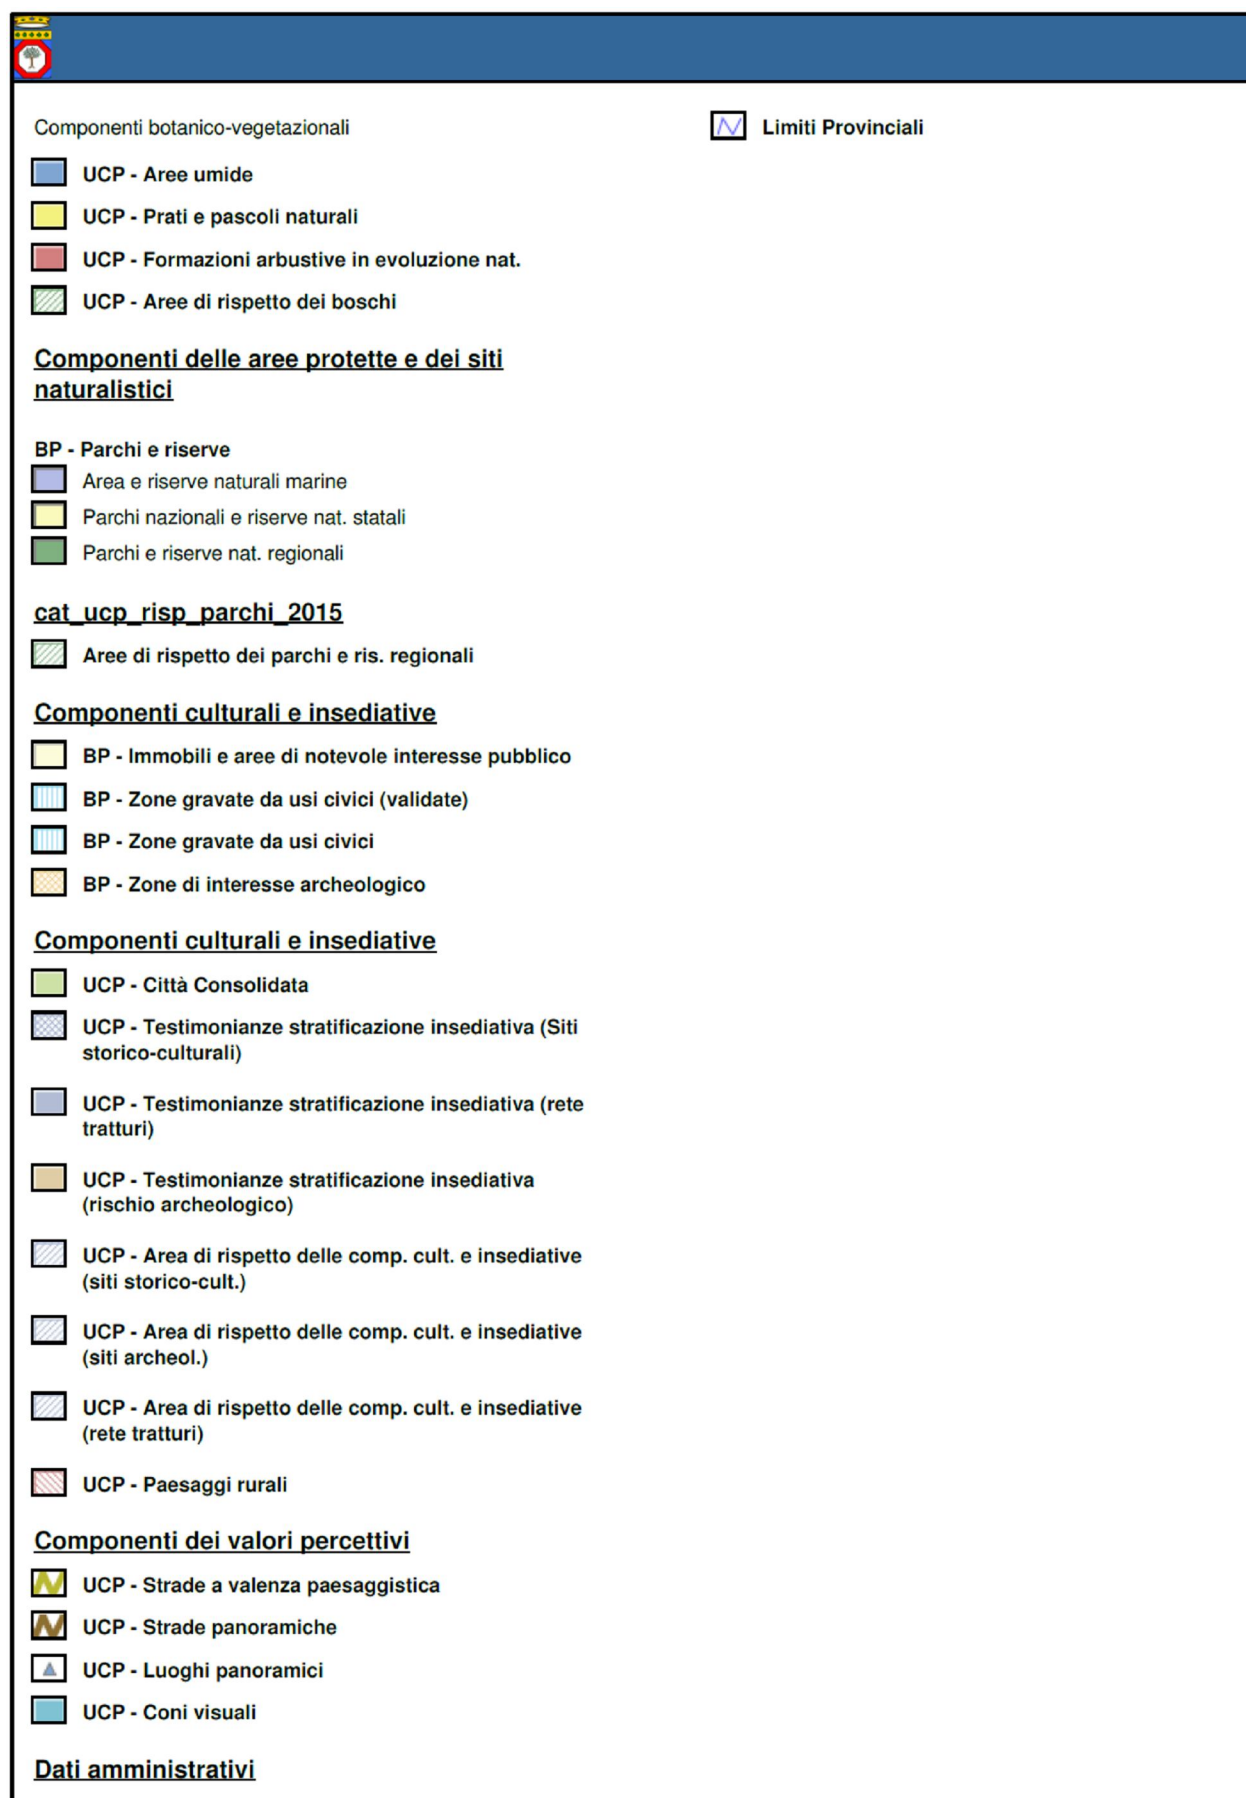 Componenti botanico-vegetazionali
UCP - Aree umide
UCP - Prati e pascoli naturali
UCP - Formazioni arbustive in evoluzione nat.
UCP - Aree di rispetto dei boschi
Componenti delle aree protette e dei siti
naturalistici
BP - Parchi e riserve
Area e riserve naturali marine
Parchi nazionali e riserve nat. statali
Parchi e riserve nat. regionali
cat_ucp_risp_parchi_2015
Aree di rispetto dei parchi e ris. regionali
Componenti culturali e insediative
BP - Immobili e aree di notevole interesse pubblico
BP - Zone gravate da usi civici (validate)
BP - Zone gravate da usi civici
BP - Zone di interesse archeologico
Componenti culturali e insediative
UCP - Città Consolidata
UCP - Testimonianze stratificazione insediativa (Siti
storico-culturali)
UCP - Testimonianze stratificazione insediativa (rete
tratturi)
UCP - Testimonianze stratificazione insediativa
(rischio archeologico)
UCP - Area di rispetto delle comp. cult. e insediative
(siti storico-cult.)
UCP - Area di rispetto delle comp. cult. e insediative
(siti archeol.)
UCP - Area di rispetto delle comp. cult. e insediative
(rete tratturi)
UCP - Paesaggi rurali
Componenti dei valori percettivi
UCP - Strade a valenza paesaggistica
UCP - Strade panoramiche
UCP - Luoghi panoramici
UCP - Coni visuali
Dati amministrativi
Limiti Provinciali